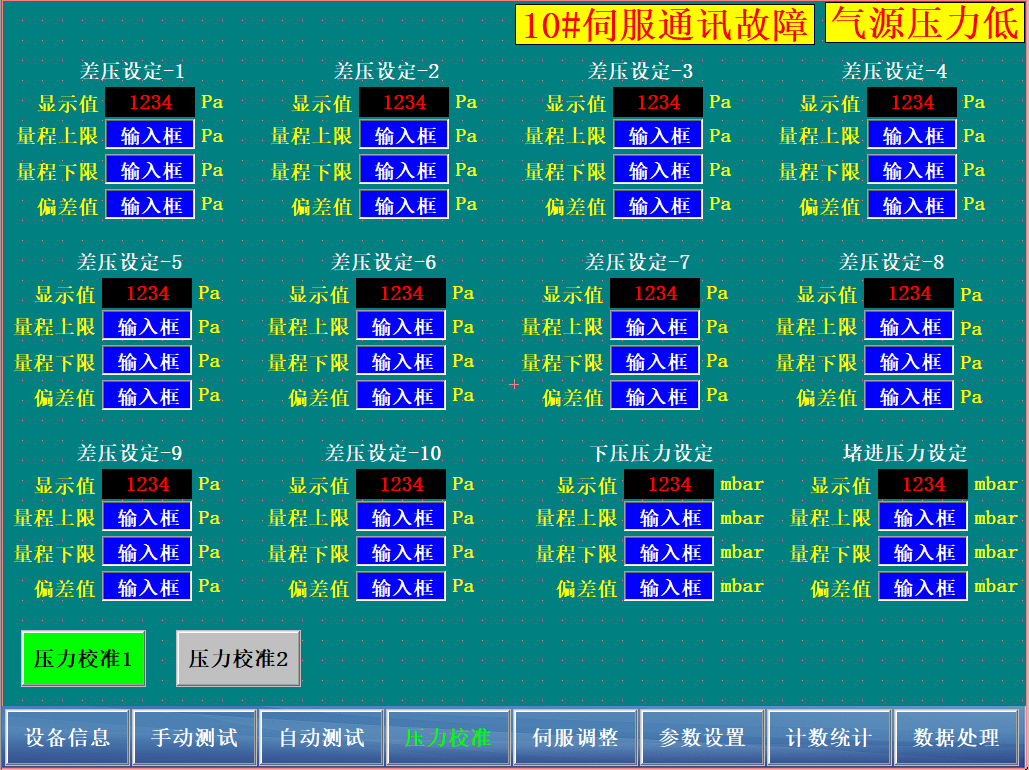 10#伺服通讯故障 气源压力低
差压设定-1 差压设定-2 差压设定-3 差压设定-4
显示值 1234 Pa 显示值 1234 Pa 显示值 1234 Pa 显示值 1234 Pa
量程上限 输入框 Pa 量程上限 输入框 Pa 量程上限 输入框 Pa 量程上限 输入框 Pa
量程下限 输入框 Pa 量程下限 输入框 Pa 量程下限 输入框 Pa 量程下限 输入框 Pa
偏差值 输入框 Pa 偏差值 输入框 Pa 偏差值 输入框 Pa 偏差值 输入框 Pa
差压设定-5 差压设定-6 差压设定-7 差压设定-8
显示值 1234 Pa 显示值 1234 Pa 显示值 1234 Pa 显示值 1234 Pa
量程上限 输入框 Pa 量程上限 输入框 Pa 量程上限 输入框 Pa 量程上限 输入框 Pa
量程下限 输入框 Pa 量程下限 输入框 Pa 量程下限 输入框 Pa 量程下限 输入框 Pa
偏差值 输入框 Pa 偏差值 输入框 Pa 偏差值 输入框 Pa 偏差值 输入框 Pa
差压设定-9 差压设定-10 下压压力设定 堵进压力设定
显示值 1234 Pa 显示值 1234 Pa 显示值 1234 mbar 显示值 1234 mbar
量程上限 输入框 Pa 量程上限 输入框 Pa 量程上限 输入框 mbar 量程上限 输入框 mbar
量程下限 输入框 Pa 量程下限 输入框 Pa 量程下限 输入框 mbar 量程下限 输入框 mbar
偏差值 输入框 Pa 偏差值 输入框 Pa 偏差值 输入框 mbar 偏差值 输入框 mbar
压力校准1 压力校准2
设备信息 手动测试 自动测试 压力校准 伺服调整 参数设置 计数统计 数据处理